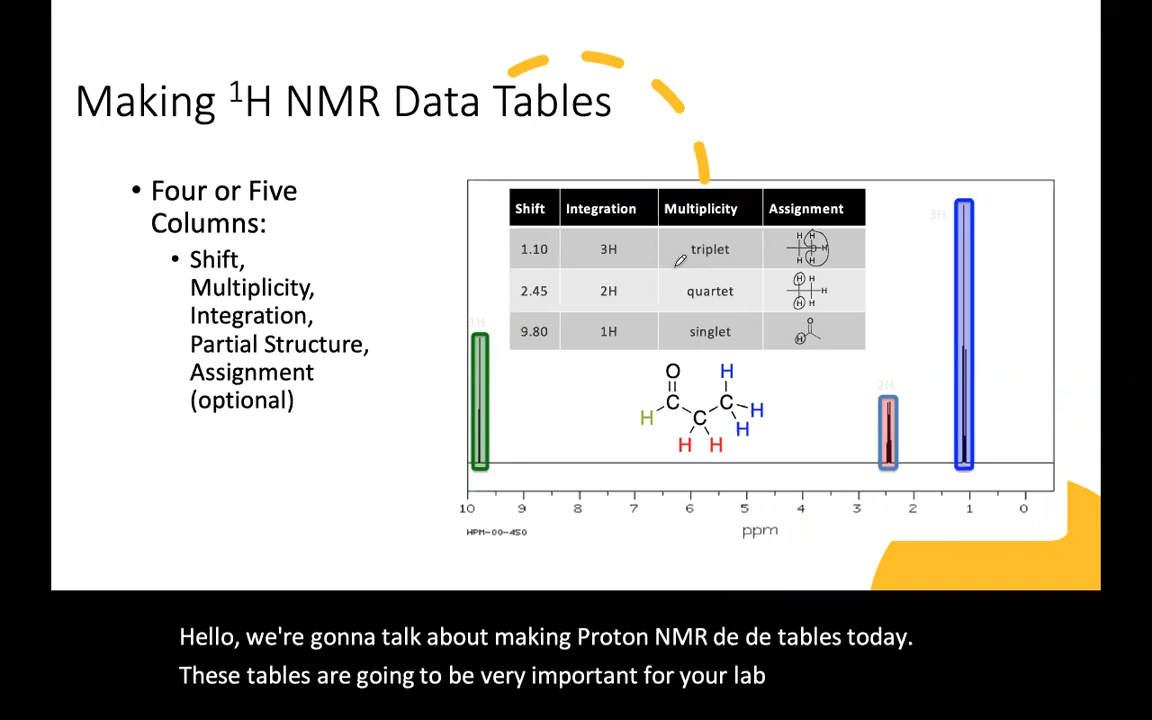 Making ¹H NMR Data Tables
• Four or Five
Columns:
• Shift,
Multiplicity,
Integration,
Partial Structure,
Assignment
(optional)
Shift Integration Multiplicity Assignment
1.10 3H triplet
H H
H
H H
2.45 2H quartet
H H
H
H H
9.80 1H singlet
O
H
1H
2H
3H
O H
H C C H
C H
H H
10 9 8 7 6 5 4 3 2 1 0
HPM-00-450
ppm
Hello, we're gonna talk about making Proton NMR de de tables today.
These tables are going to be very important for your lab